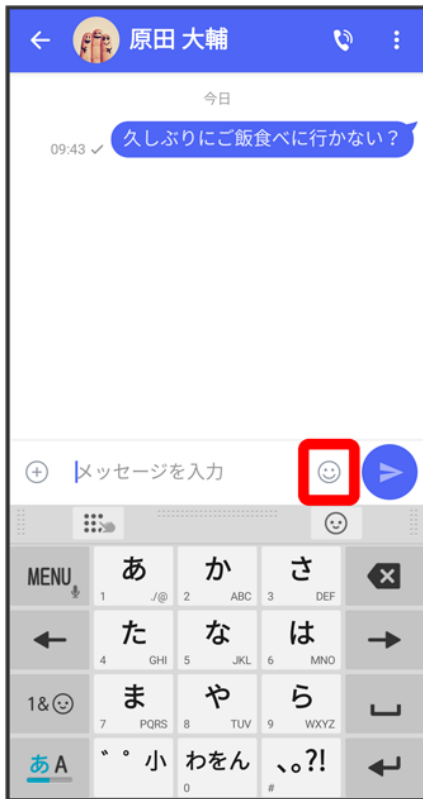 原田 大輔
今日
久しぶりにご飯食べに行かない？
09:43
メッセージを入力
MENU
あ
1 ./@
か
2 ABC
さ
3 DEF
た
4 GHI
な
5 JKL
は
6 MNO
1&
ま
7 PQRS
や
8 TUV
ら
9 WXYZ
あA
゛゜小
わをん
0
､｡?!
#